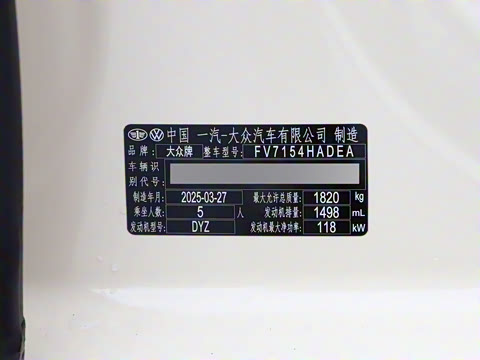 中国 一汽-大众汽车有限公司 制造
品牌: 大众牌 整车型号: FV7154HADEA
车辆识
别代号:
制造年月: 2025-03-27 最大允许总质量: 1820 kg
乘坐人数: 5 人 发动机排量: 1498 mL
发动机型号: DYZ 发动机最大净功率: 118 kW